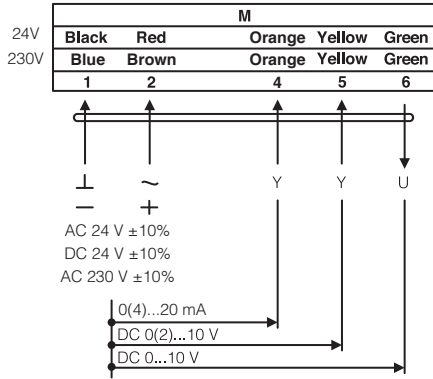 M
24V Black Red Orange Yellow Green
230V Blue Brown Orange Yellow Green
1 2 4 5 6
⊥ ~ Y Y U
− +
AC 24 V ±10%
DC 24 V ±10%
AC 230 V ±10%
0(4)...20 mA
DC 0(2)...10 V
DC 0...10 V